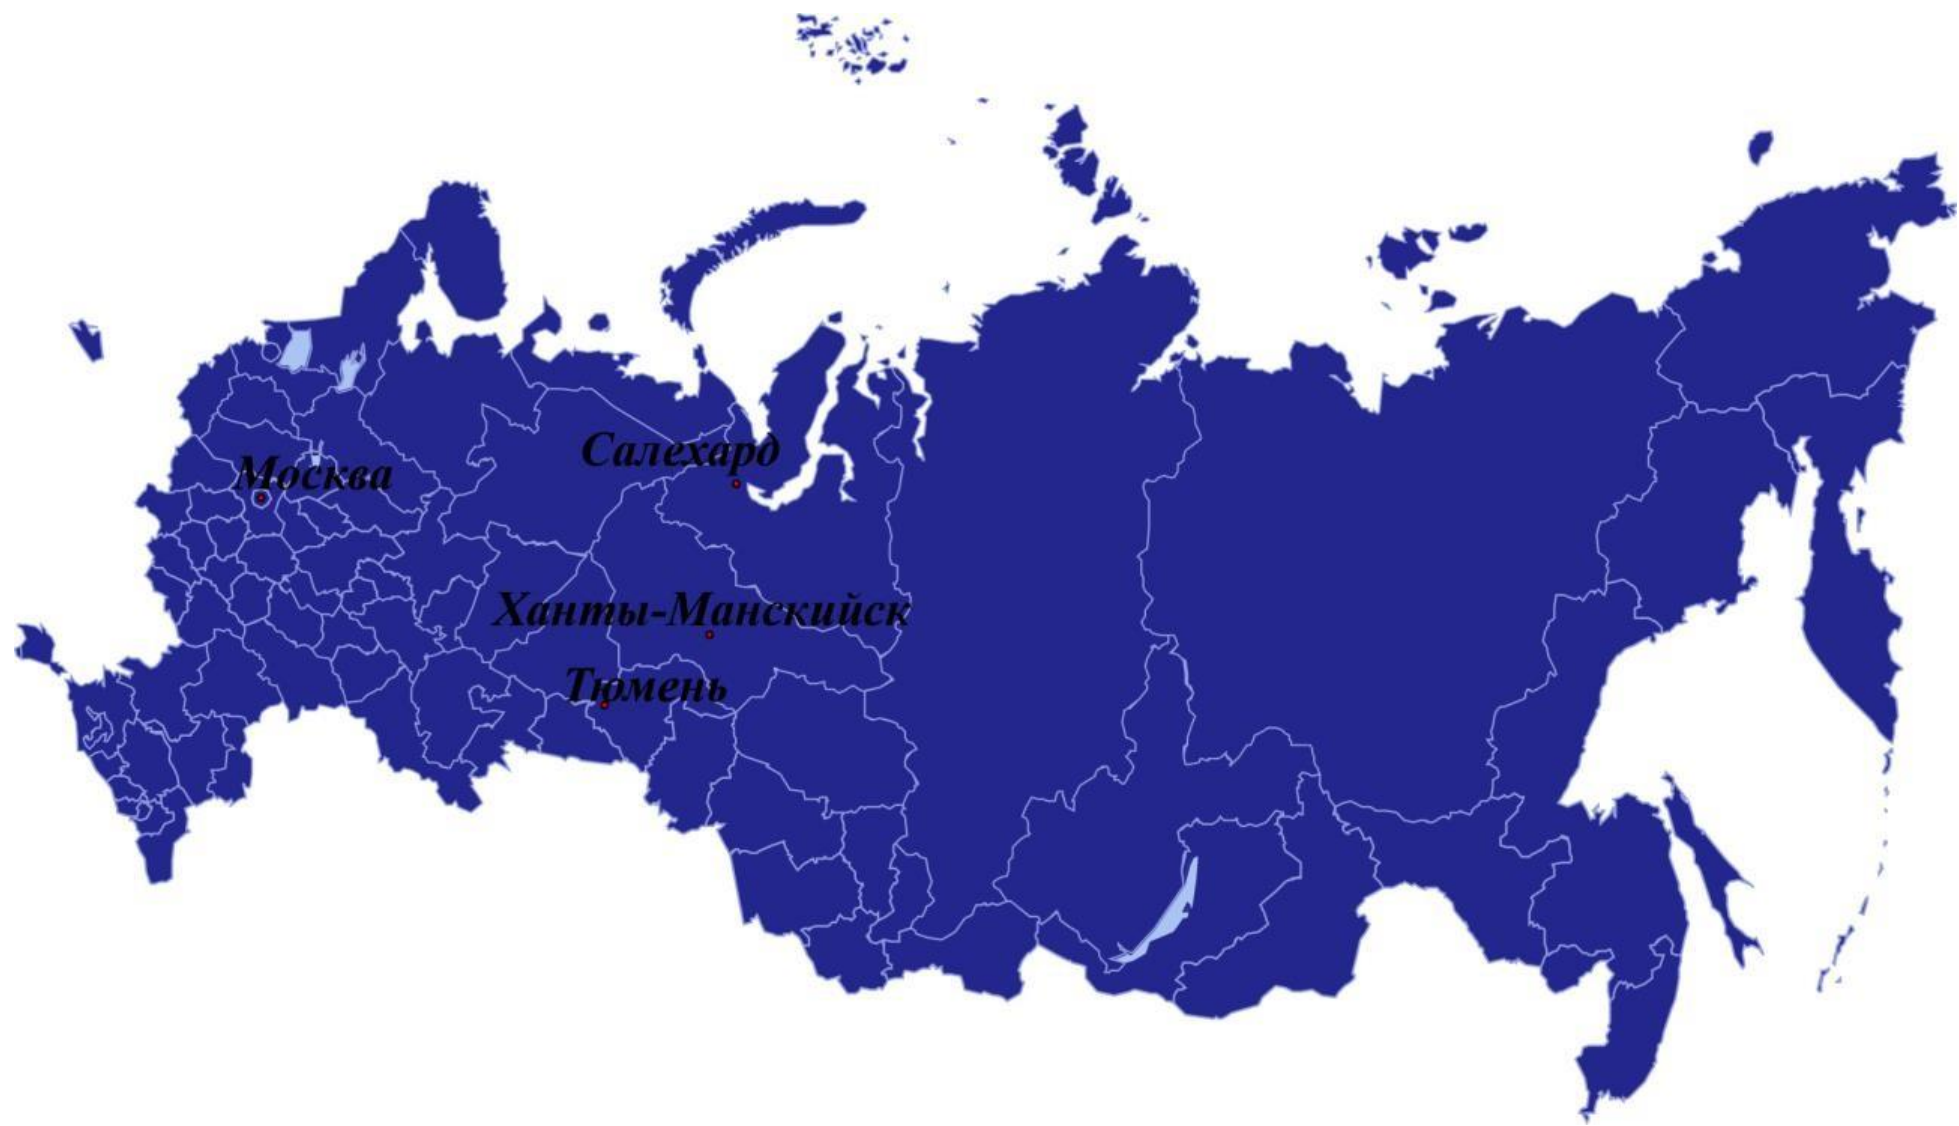 Салехард
Москва
Ханты-Манскийск
Тюмень